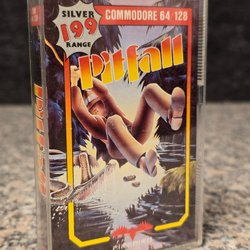 SILVER
199
RANGE
COMMODORE 64 128
Pitfall